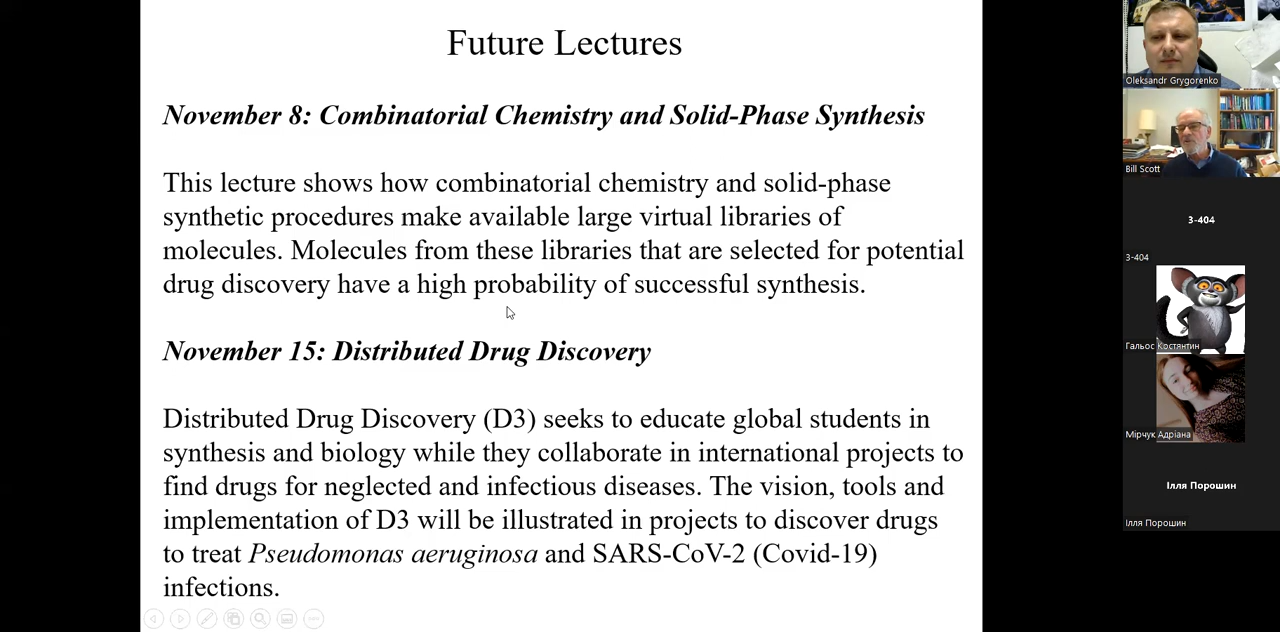 Future Lectures
November 8: Combinatorial Chemistry and Solid-Phase Synthesis
This lecture shows how combinatorial chemistry and solid-phase
synthetic procedures make available large virtual libraries of
molecules. Molecules from these libraries that are selected for potential
drug discovery have a high probability of successful synthesis.
November 15: Distributed Drug Discovery
Distributed Drug Discovery (D3) seeks to educate global students in
synthesis and biology while they collaborate in international projects to
find drugs for neglected and infectious diseases. The vision, tools and
implementation of D3 will be illustrated in projects to discover drugs
to treat Pseudomonas aeruginosa and SARS-CoV-2 (Covid-19)
infections.
Oleksandr Grygorenko
Bill Scott
3-404
3-404
Гальос Костянтин
Мірчук Адріана
Ілля Порошин
Ілля Порошин